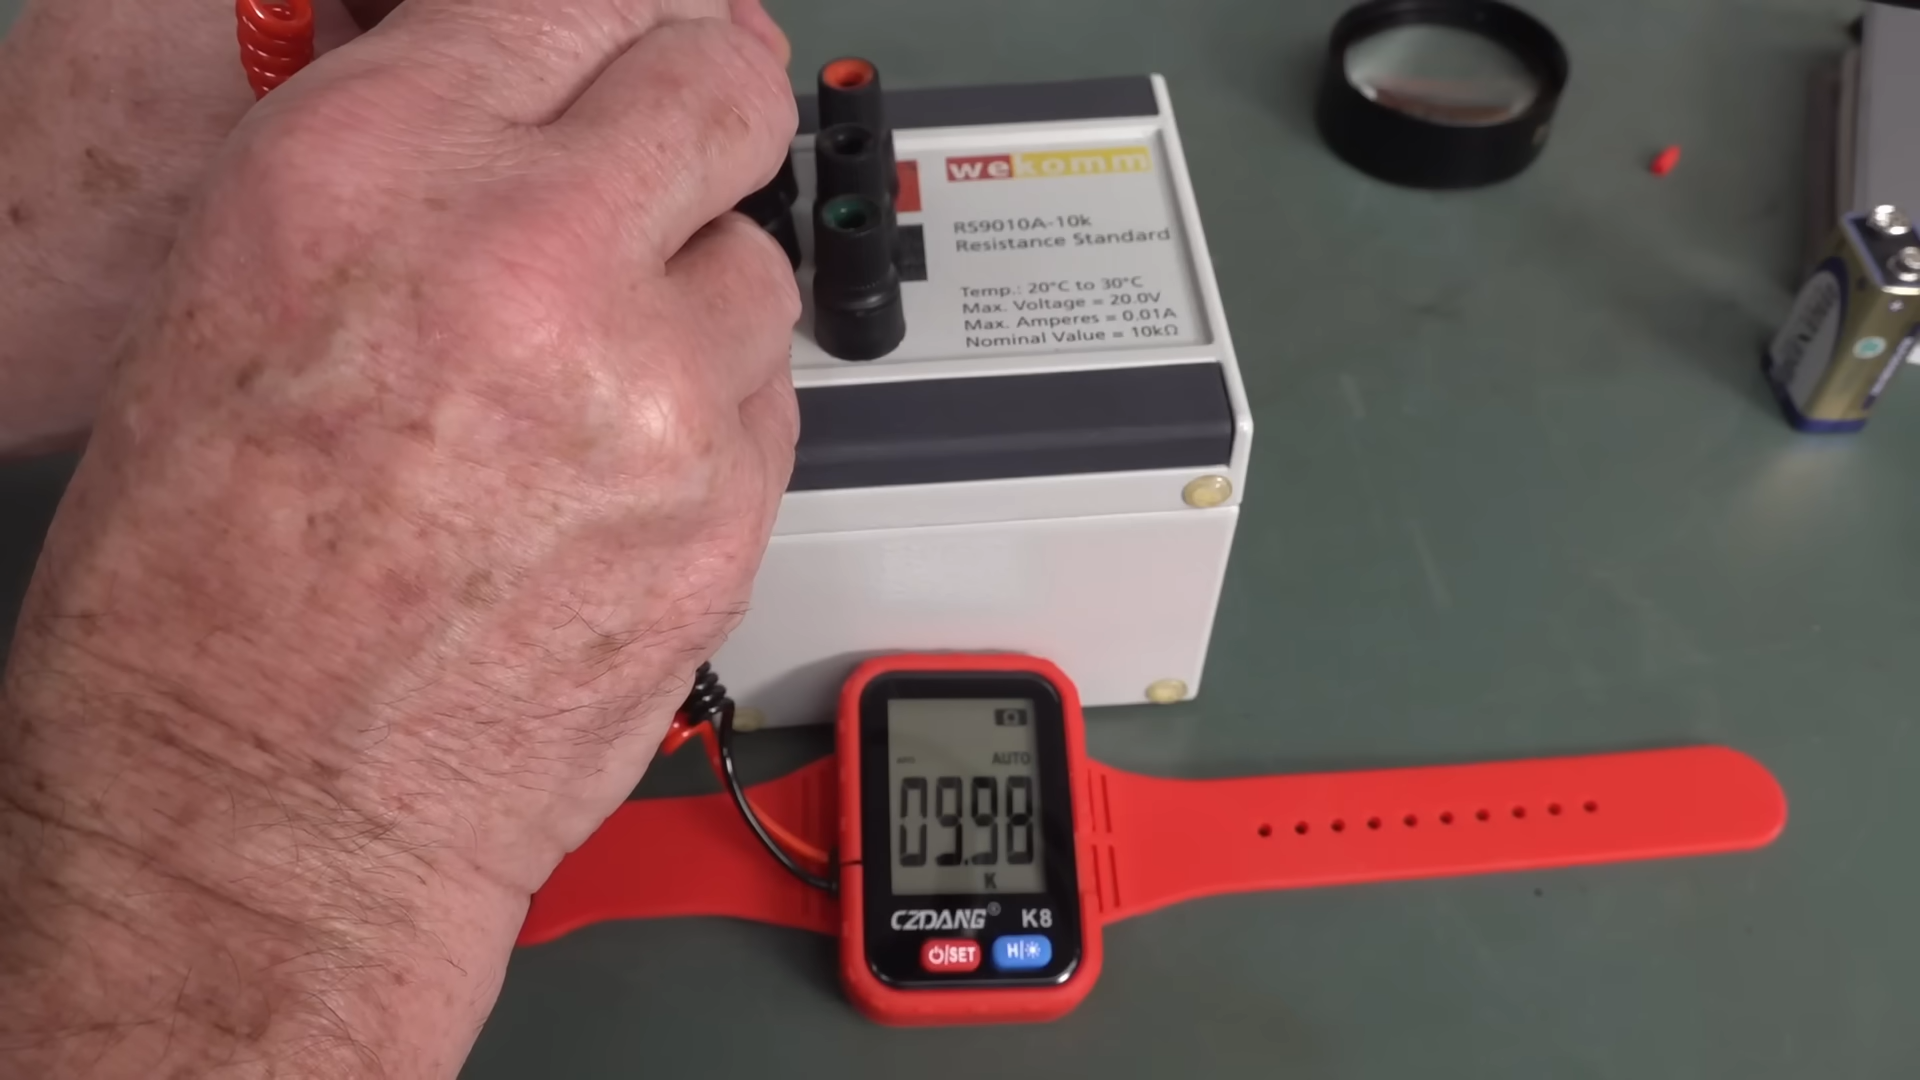 wekomm
RS9010A-10k
Resistance Standard
Temp.: 20°C to 30°C
Max. Voltage = 20.0V
Max. Amperes = 0.01A
Nominal Value = 10kΩ
AUTO
09.98
K
CZDANG® K8
SET H